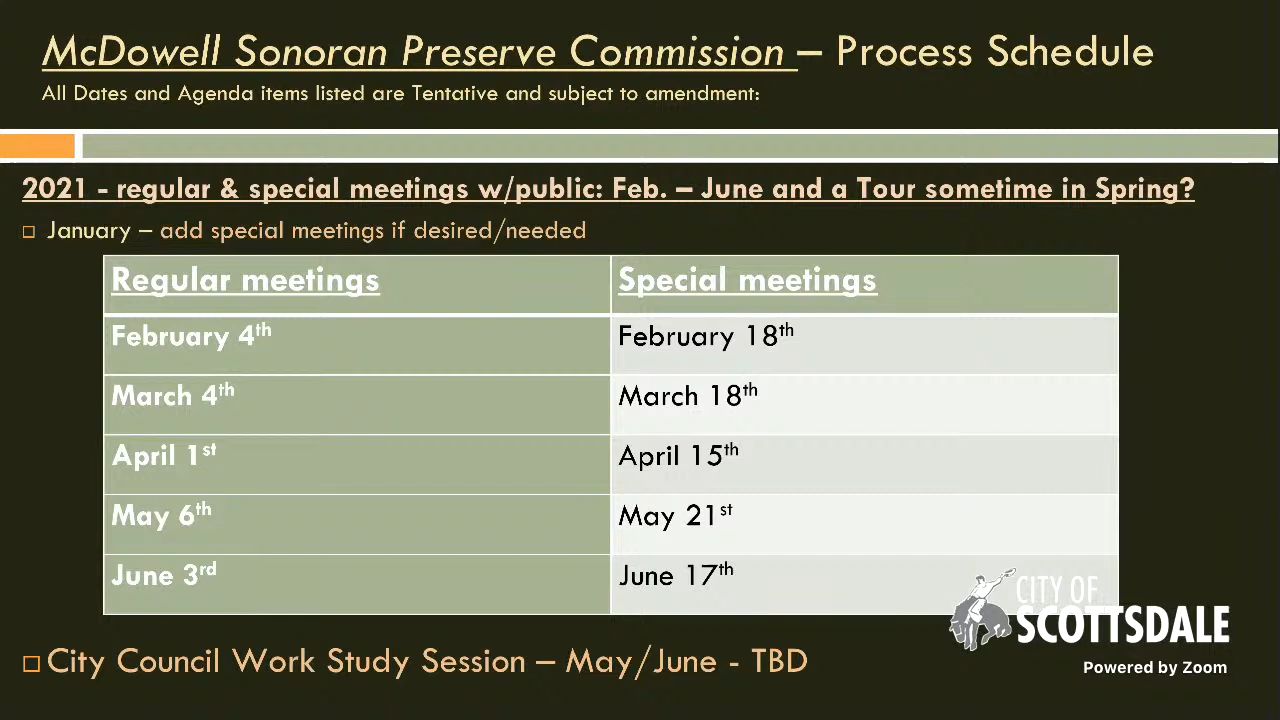 McDowell Sonoran Preserve Commission – Process Schedule
All Dates and Agenda items listed are Tentative and subject to amendment:
2021 - regular & special meetings w/public: Feb. – June and a Tour sometime in Spring?
January – add special meetings if desired/needed
Regular meetings Special meetings
February 4th February 18th
March 4th March 18th
April 1st April 15th
May 6th May 21st
June 3rd June 17th
CITY OF
SCOTTSDALE
City Council Work Study Session – May/June - TBD
Powered by Zoom